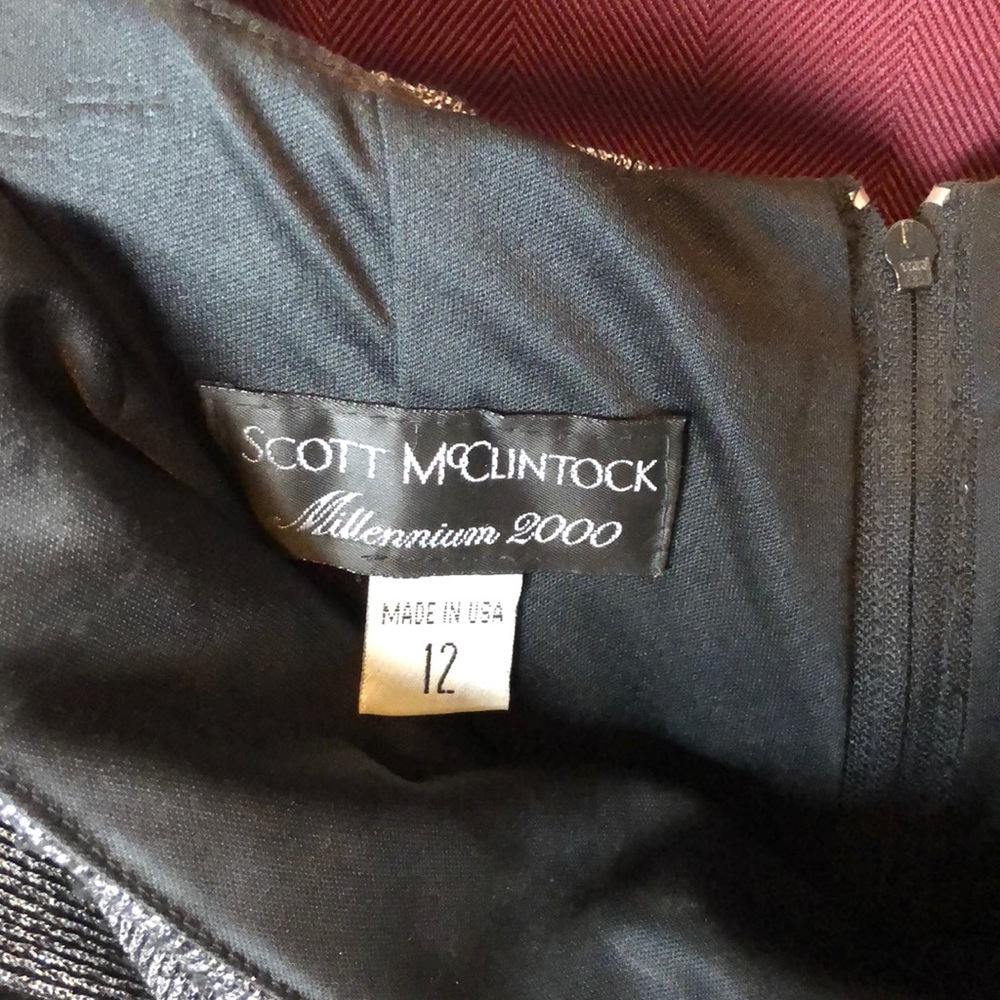 SCOTT McCLINTOCK
Millennium 2000
MADE IN USA
12